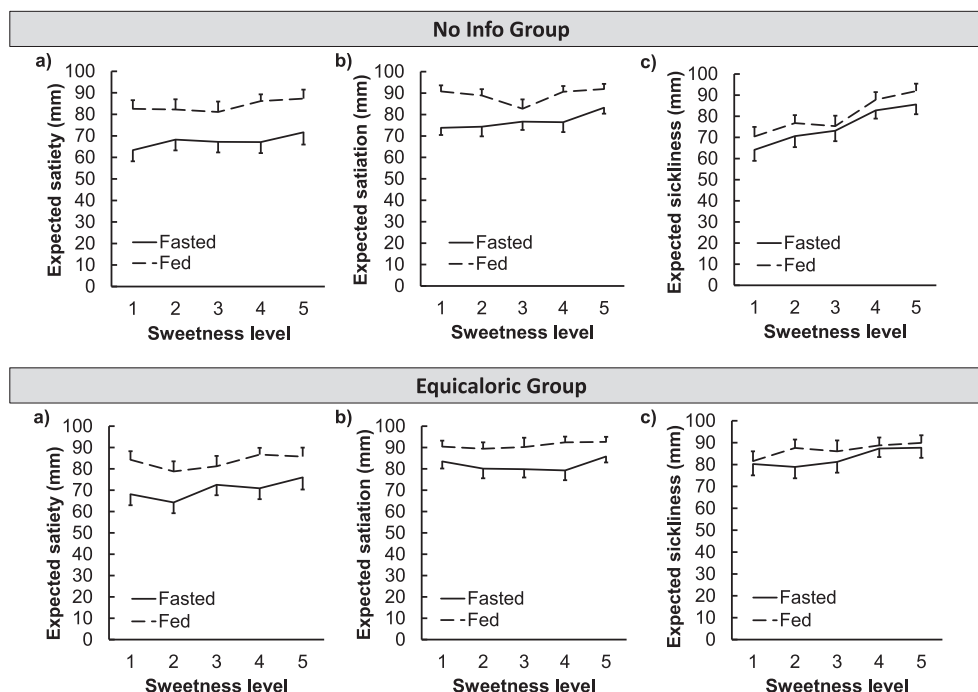 No Info Group
a)
Expected satiety (mm)
100
90
80
70
60
50
40
30
20
10
0
Fasted
Fed
1 2 3 4 5
Sweetness level
b)
Expected satiation (mm)
100
90
80
70
60
50
40
30
20
10
0
Fasted
Fed
1 2 3 4 5
Sweetness level
c)
Expected sickliness (mm)
100
90
80
70
60
50
40
30
20
10
0
Fasted
Fed
1 2 3 4 5
Sweetness level
Equicaloric Group
a)
Expected satiety (mm)
100
90
80
70
60
50
40
30
20
10
0
Fasted
Fed
1 2 3 4 5
Sweetness level
b)
Expected satiation (mm)
100
90
80
70
60
50
40
30
20
10
0
Fasted
Fed
1 2 3 4 5
Sweetness level
c)
Expected sickliness (mm)
100
90
80
70
60
50
40
30
20
10
0
Fasted
Fed
1 2 3 4 5
Sweetness level